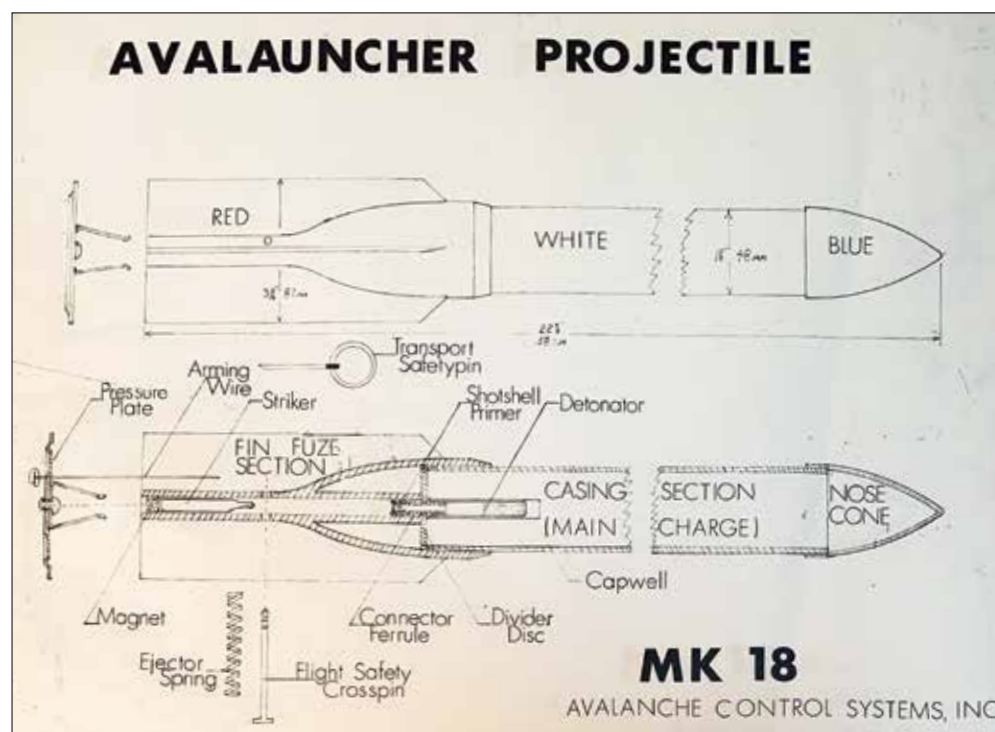 AVALAUNCHER PROJECTILE
RED
WHITE
BLUE
48mm
Transport
Safetypin
Arming
Wire
Pressure
Plate
Striker
Shotshell
Primer
Detonator
FIN FUZE
SECTION
CASING SECTION
(MAIN CHARGE)
NOSE
CONE
Capwell
Magnet
Connector
Ferrule
Divider
Disc
Ejector
Spring
Flight Safety
Crosspin
MK 18
AVALANCHE CONTROL SYSTEMS, INC